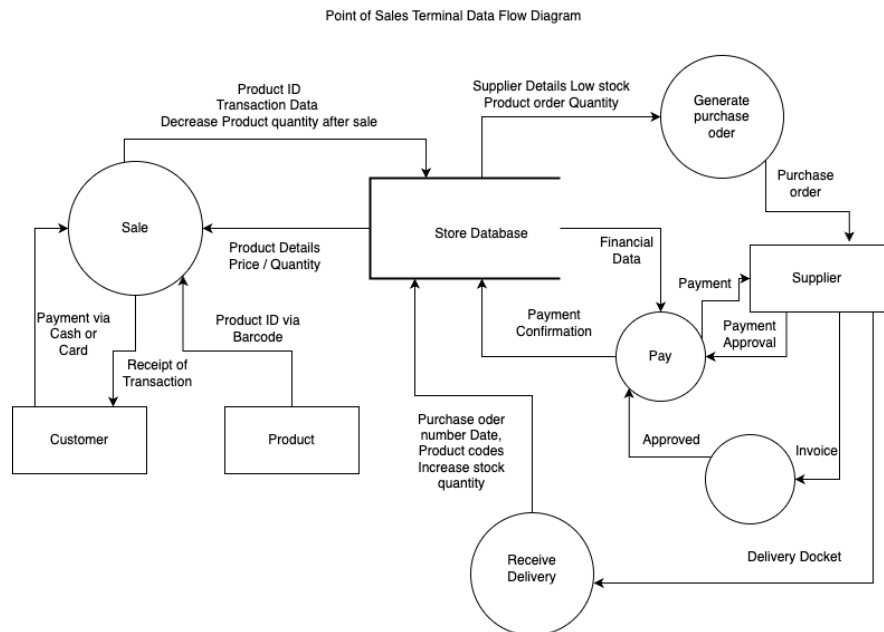 Point of Sales Terminal Data Flow Diagram
Product ID
Transaction Data
Decrease Product quantity after sale
Supplier Details Low stock
Product order Quantity
Generate
purchase
oder
Purchase
order
Sale
Store Database
Product Details
Price / Quantity
Financial
Data
Supplier
Payment
Payment via
Cash or
Card
Product ID via
Barcode
Payment
Confirmation
Payment
Approval
Pay
Receipt of
Transaction
Customer
Product
Purchase oder
number Date,
Product codes
Increase stock
quantity
Approved
Invoice
Receive
Delivery
Delivery Docket